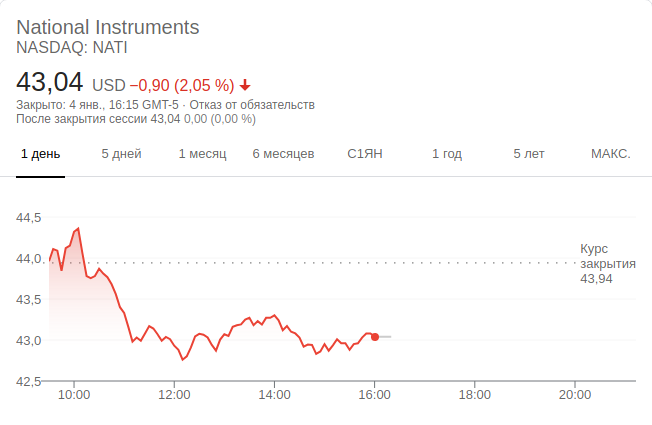 National Instruments
NASDAQ: NATI
43,04 USD −0,90 (2,05 %)
Закрыто: 4 янв., 16:15 GMT-5 · Отказ от обязательств
После закрытия сессии 43,04 0,00 (0,00 %)
1 день 5 дней 1 месяц 6 месяцев С1ЯН 1 год 5 лет МАКС.
44,5
44,0
43,5
43,0
42,5
Курс
закрытия
43,94
10:00 12:00 14:00 16:00 18:00 20:00